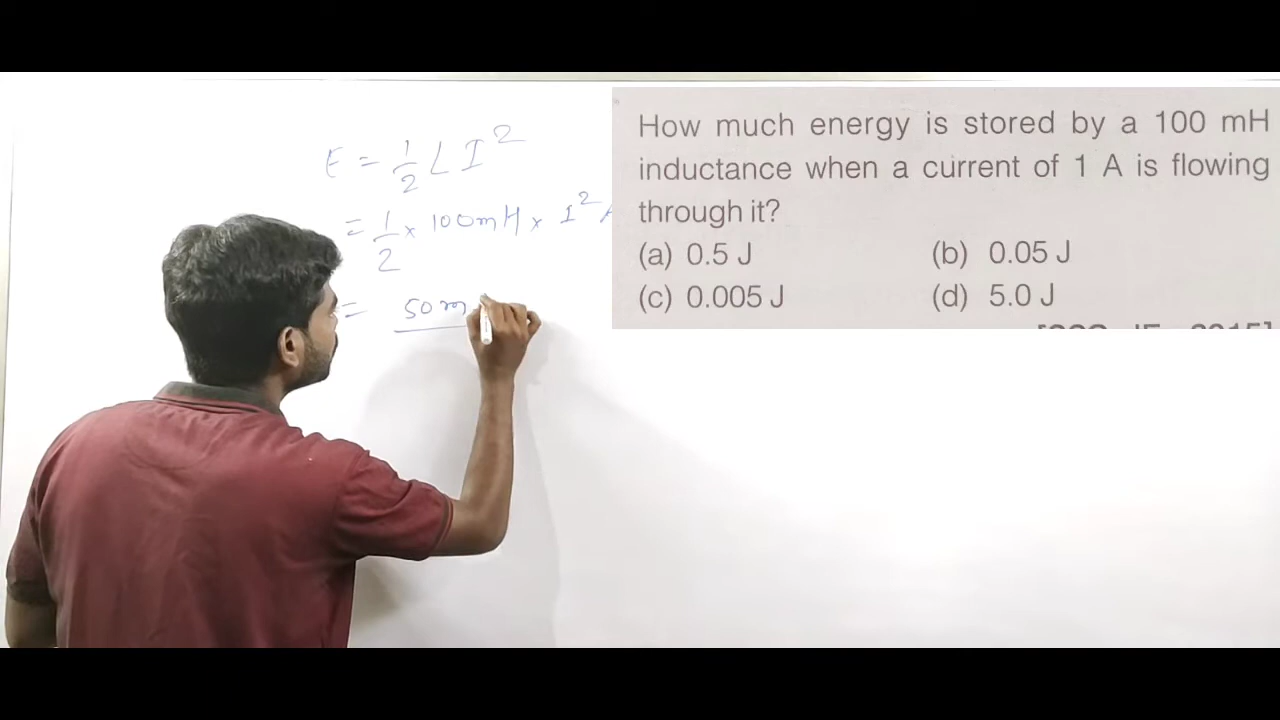 E = 1/2 L I²
= 1/2 × 100mH × I²
= 50m
How much energy is stored by a 100 mH
inductance when a current of 1 A is flowing
through it?
(a) 0.5 J (b) 0.05 J
(c) 0.005 J (d) 5.0 J